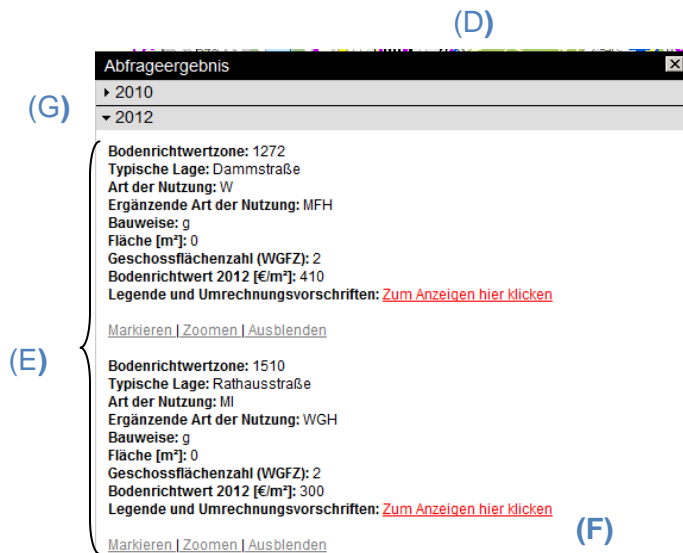 (D)
Abfrageergebnis
(G)
2010
2012
Bodenrichtwertzone: 1272
Typische Lage: Dammstraße
Art der Nutzung: W
Ergänzende Art der Nutzung: MFH
Bauweise: g
Fläche [m²]: 0
Geschossflächenzahl (WGFZ): 2
Bodenrichtwert 2012 [€/m²]: 410
Legende und Umrechnungsvorschriften: Zum Anzeigen hier klicken
Markieren | Zoomen | Ausblenden
(E)
Bodenrichtwertzone: 1510
Typische Lage: Rathausstraße
Art der Nutzung: MI
Ergänzende Art der Nutzung: WGH
Bauweise: g
Fläche [m²]: 0
Geschossflächenzahl (WGFZ): 2
Bodenrichtwert 2012 [€/m²]: 300
Legende und Umrechnungsvorschriften: Zum Anzeigen hier klicken
(F)
Markieren | Zoomen | Ausblenden